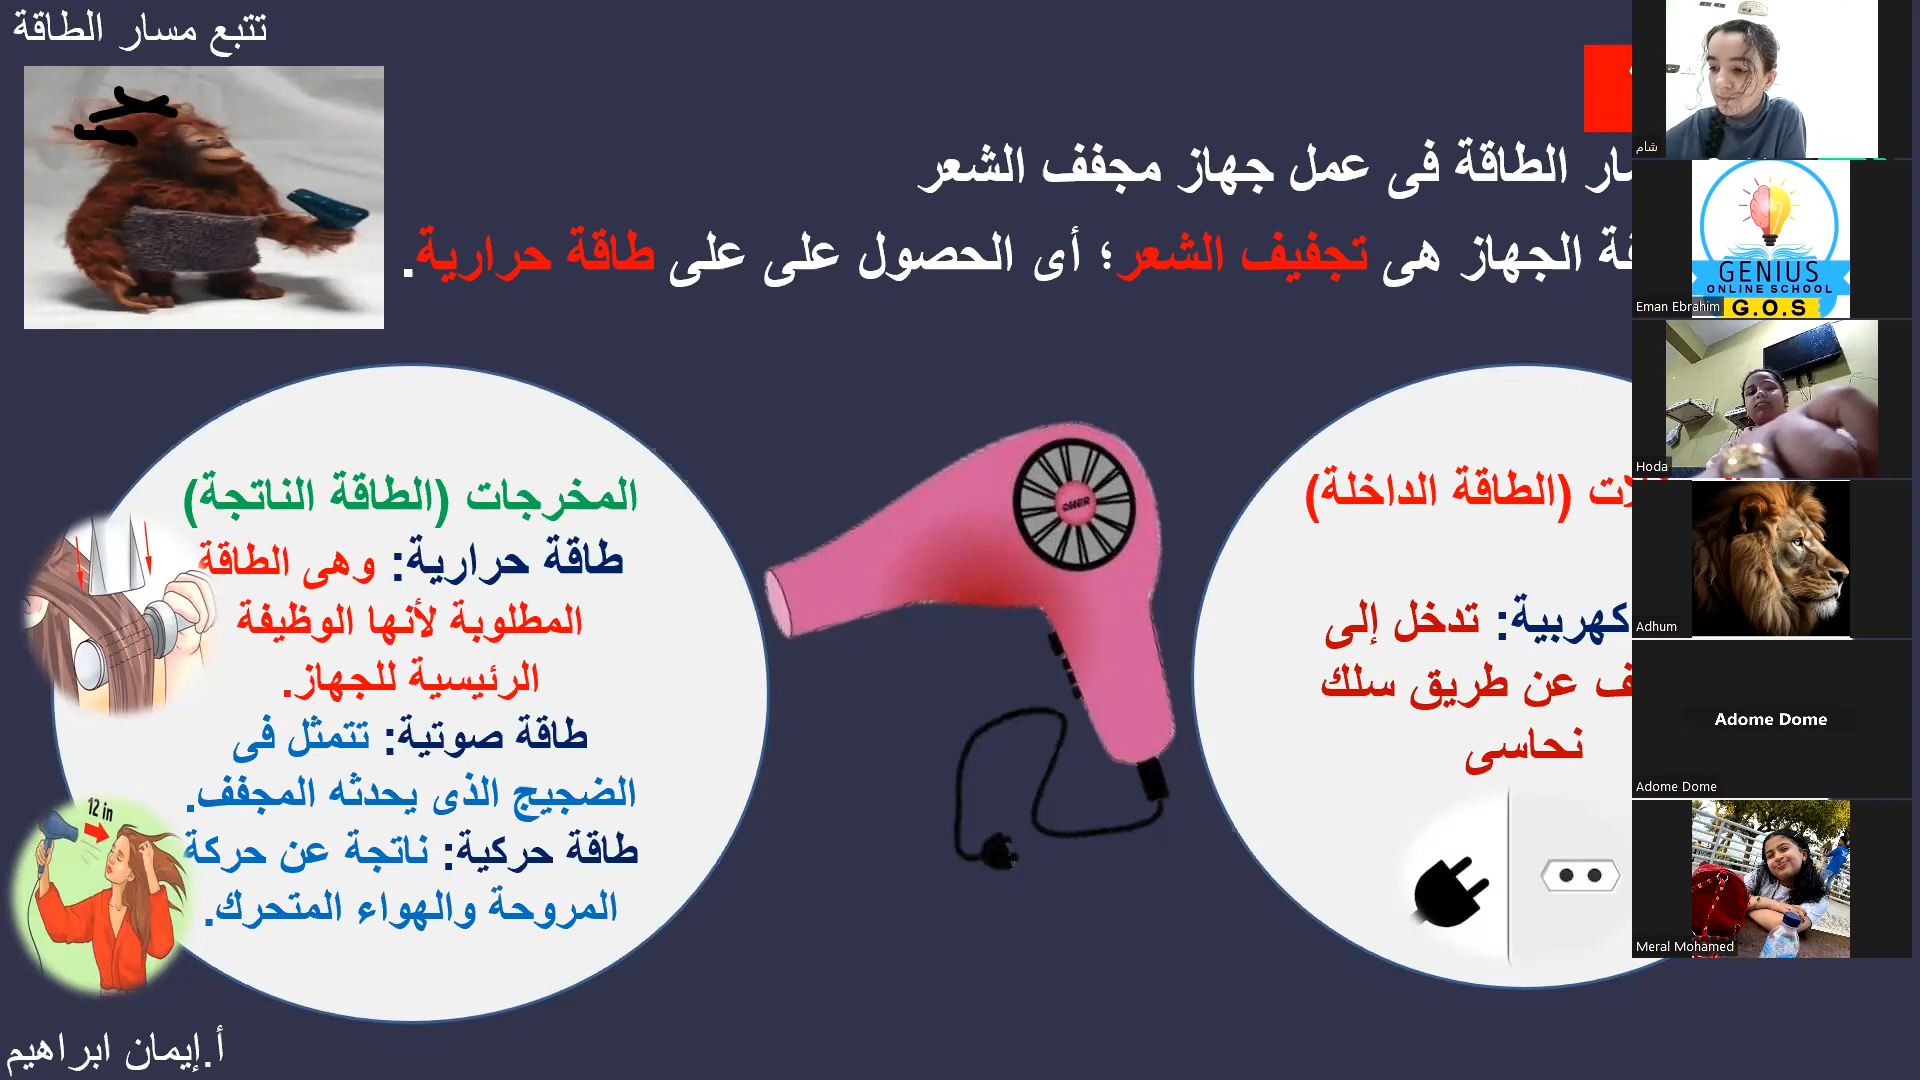 تتبع مسار الطاقة
الطاقة فى عمل جهاز مجفف الشعر
الجهاز هى تجفيف الشعر؛ أى الحصول على على طاقة حرارية.
المخرجات (الطاقة الناتجة)
طاقة حرارية: وهى الطاقة
المطلوبة لأنها الوظيفة
الرئيسية للجهاز.
طاقة صوتية: تتمثل فى
الضجيج الذى يحدثه المجفف.
طاقة حركية: ناتجة عن حركة
المروحة والهواء المتحرك.
12 in
(الطاقة الداخلة)
كهربية: تدخل إلى
عن طريق سلك
نحاسى
أ.إيمان ابراهيم
شام
GENIUS
ONLINE SCHOOL
G.O.S
Eman Ebrahim
Hoda
Adhum
Adome Dome
Adome Dome
Meral Mohamed